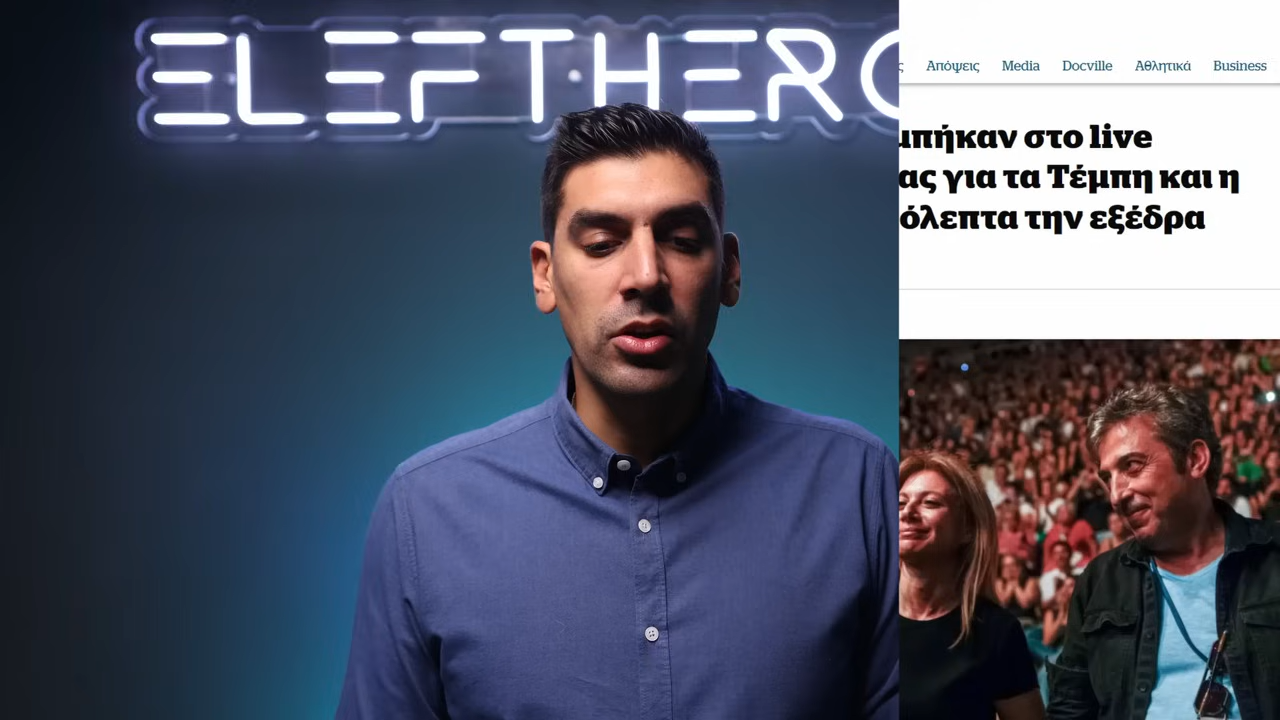 ELEFTHERO
Απόψεις Media Docville Αθλητικά Business
μπήκαν στο live
ας για τα Τέμπη και η
όλεπτα την εξέδρα